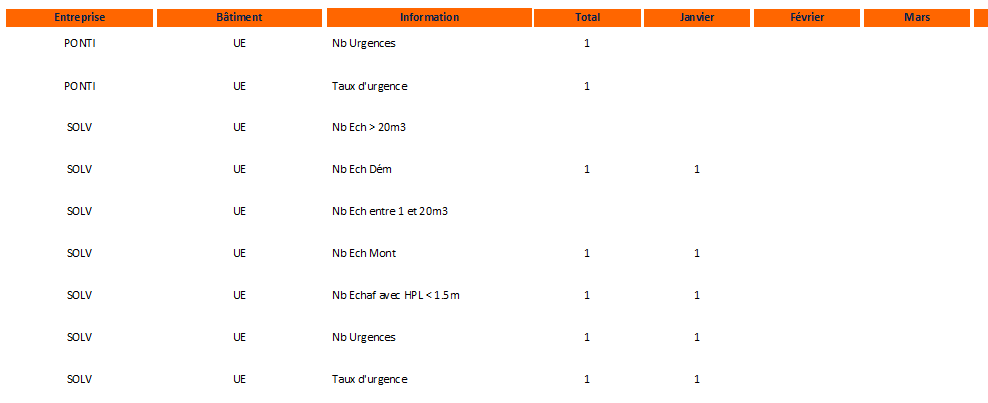 Entreprise Bâtiment Information Total Janvier Février Mars
PONTI UE Nb Urgences 1
PONTI UE Taux d'urgence 1
SOLV UE Nb Ech > 20m3
SOLV UE Nb Ech Dém 1 1
SOLV UE Nb Ech entre 1 et 20m3
SOLV UE Nb Ech Mont 1 1
SOLV UE Nb Echaf avec HPL < 1.5m 1 1
SOLV UE Nb Urgences 1 1
SOLV UE Taux d'urgence 1 1